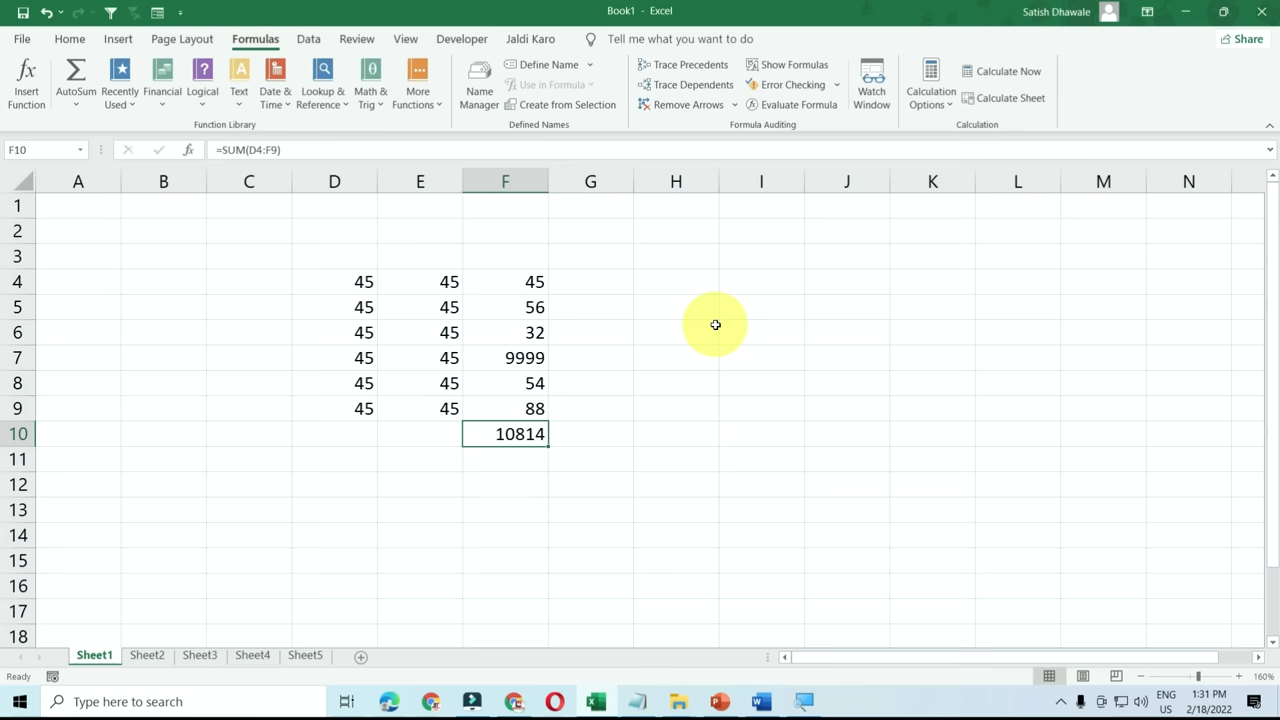 Book1 - Excel
Satish Dhawale
File Home Insert Page Layout Formulas Data Review View Developer Jaldi Karo Tell me what you want to do Share
Insert Function
AutoSum
Recently Used
Financial
Logical
Text
Date & Time
Lookup & Reference
Math & Trig
More Functions
Function Library
Name Manager
Define Name
Use in Formula
Create from Selection
Defined Names
Trace Precedents
Trace Dependents
Remove Arrows
Show Formulas
Error Checking
Evaluate Formula
Formula Auditing
Watch Window
Calculation Options
Calculate Now
Calculate Sheet
Calculation
F10 fx =SUM(D4:F9)
A B C D E F G H I J K L M N
1
2
3
4 45 45 45
5 45 45 56
6 45 45 32
7 45 45 9999
8 45 45 54
9 45 45 88
10 10814
11
12
13
14
15
16
17
18
Sheet1 Sheet2 Sheet3 Sheet4 Sheet5
Ready 160%
Type here to search
ENG
US
1:31 PM
2/18/2022